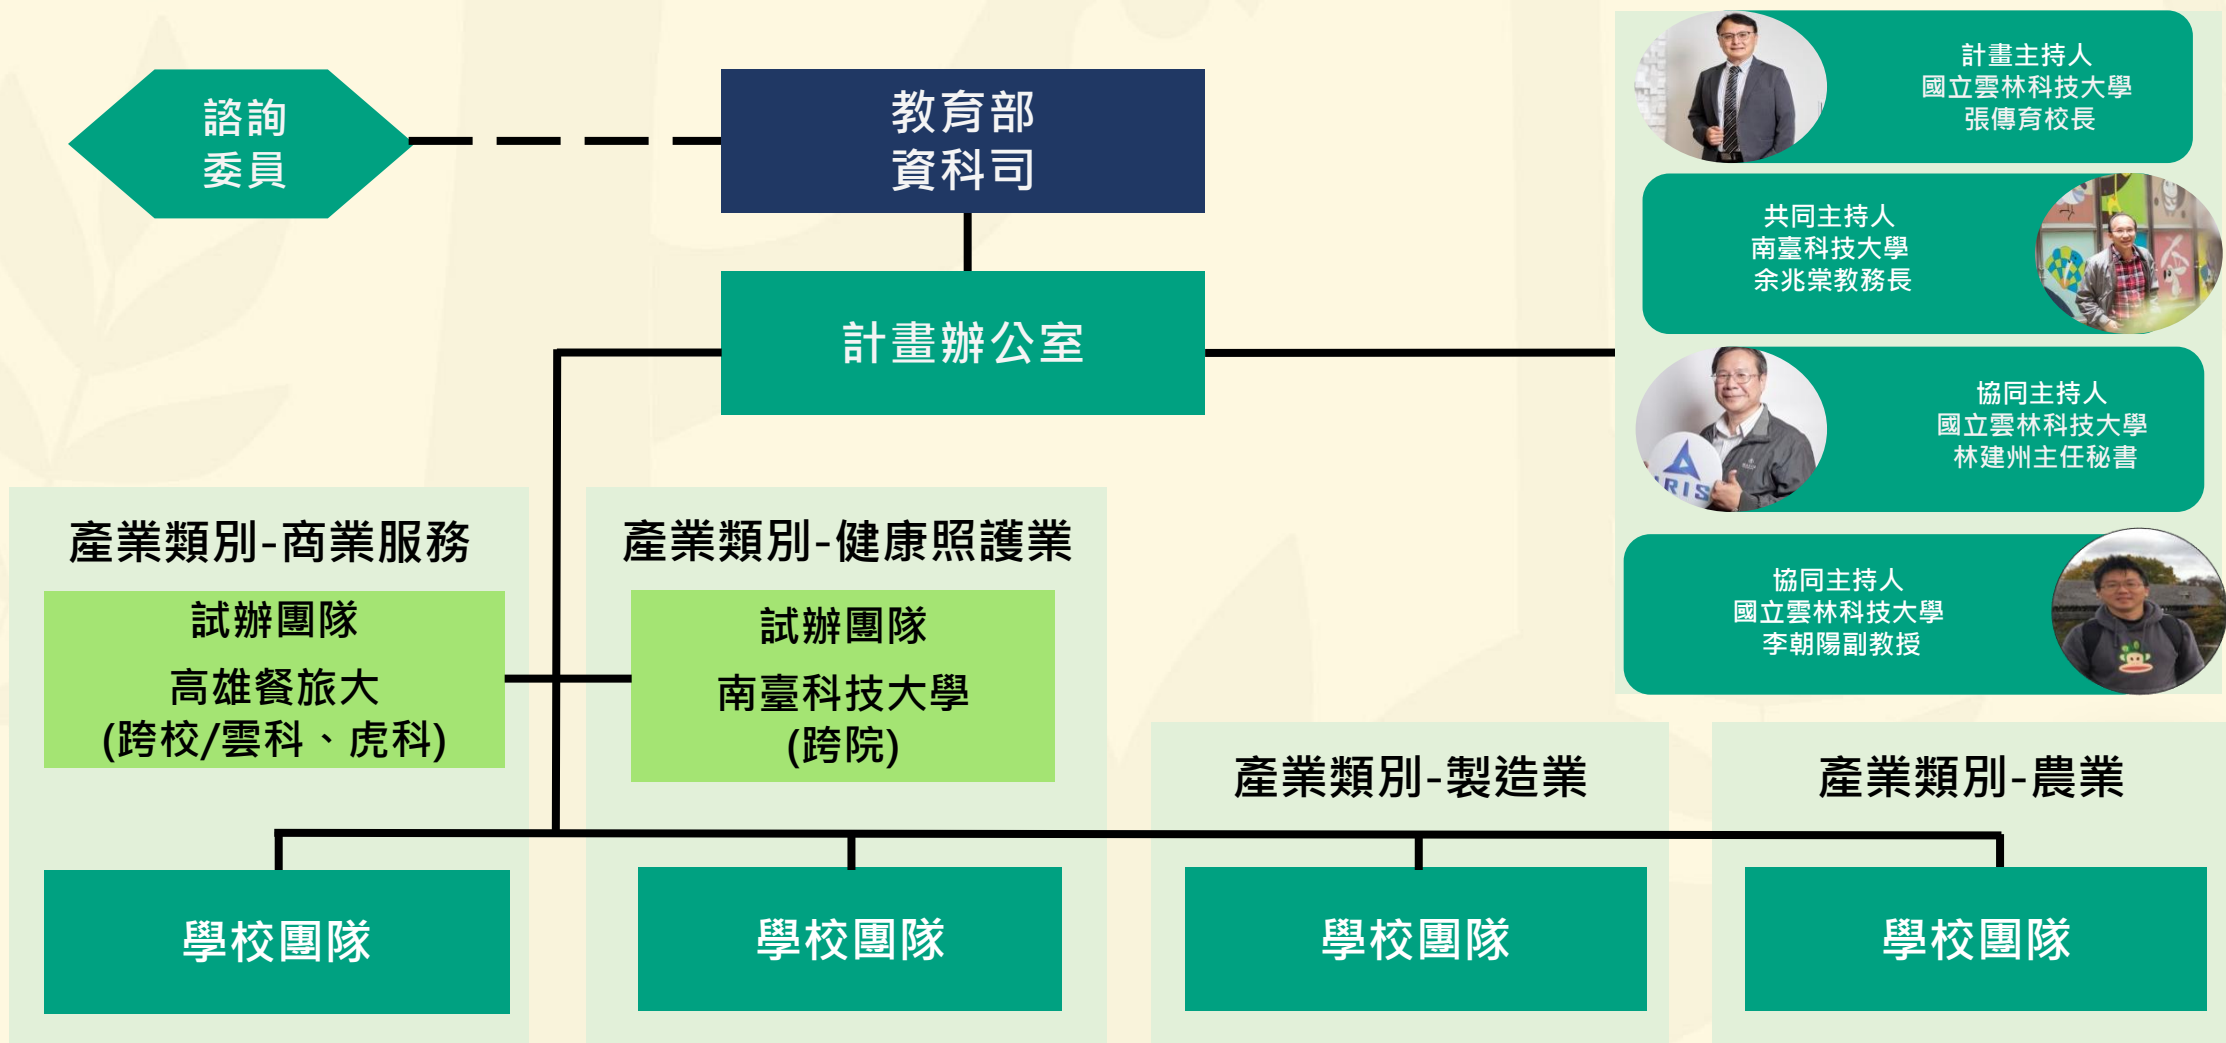 諮詢
委員
教育部
資科司
計畫辦公室
計畫主持人
國立雲林科技大學
張傳育校長
共同主持人
南臺科技大學
余兆棠教務長
協同主持人
國立雲林科技大學
林建州主任秘書
IRIS
協同主持人
國立雲林科技大學
李朝陽副教授
產業類別-商業服務
試辦團隊
高雄餐旅大
(跨校/雲科、虎科)
產業類別-健康照護業
試辦團隊
南臺科技大學
(跨院)
產業類別-製造業
產業類別-農業
學校團隊
學校團隊
學校團隊
學校團隊